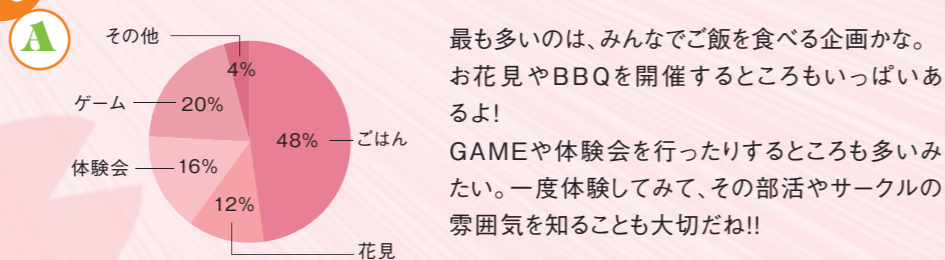 A
その他
4%
ゲーム
20%
48%
ごはん
体験会
16%
12%
花見
最も多いのは、みんなでご飯を食べる企画かな。
お花見やBBQを開催するところもいっぱいあ
るよ!
GAMEや体験会を行ったりするところも多いみ
たい。一度体験してみて、その部活やサークルの
雰囲気を知ることも大切だね!!